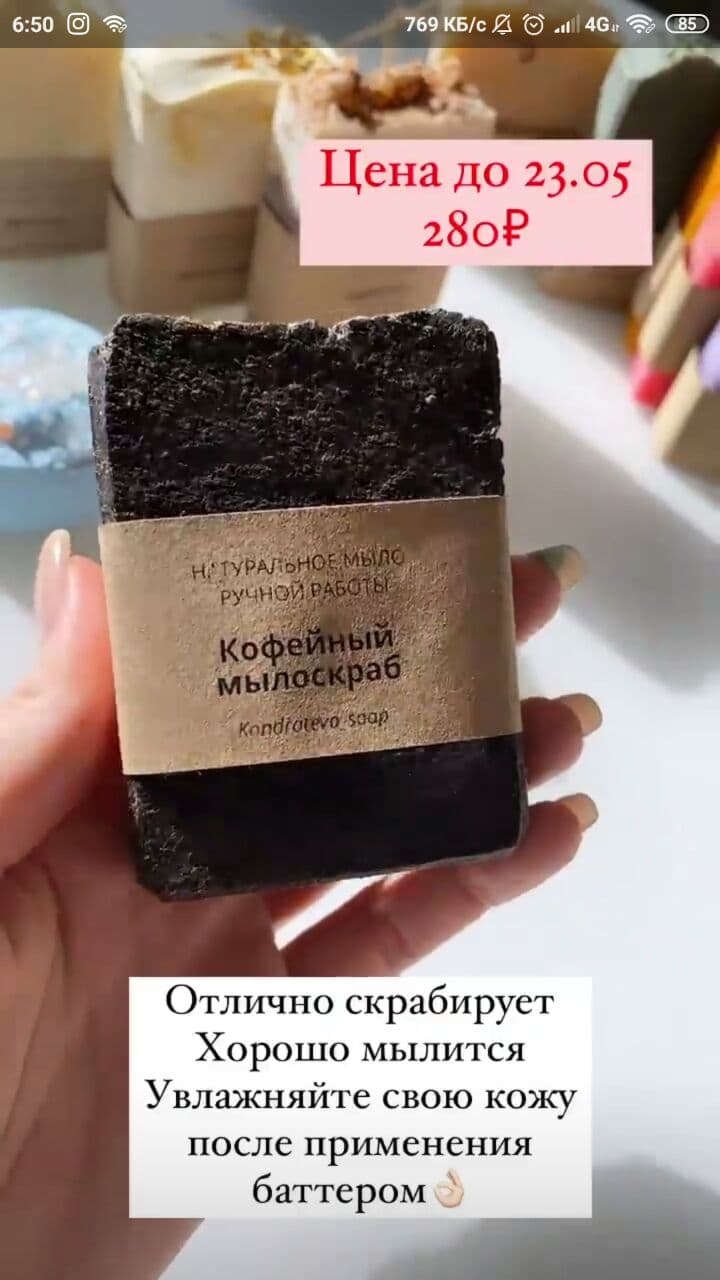 6:50
769 КБ/с
4G
85
Цена до 23.05
280₽
НАТУРАЛЬНОЕ МЫЛО
РУЧНОЙ РАБОТЫ
Кофейный
мылоскраб
Kondrateva_soap
Отлично скрабирует
Хорошо мылится
Увлажняйте свою кожу
после применения
баттером👌🏻